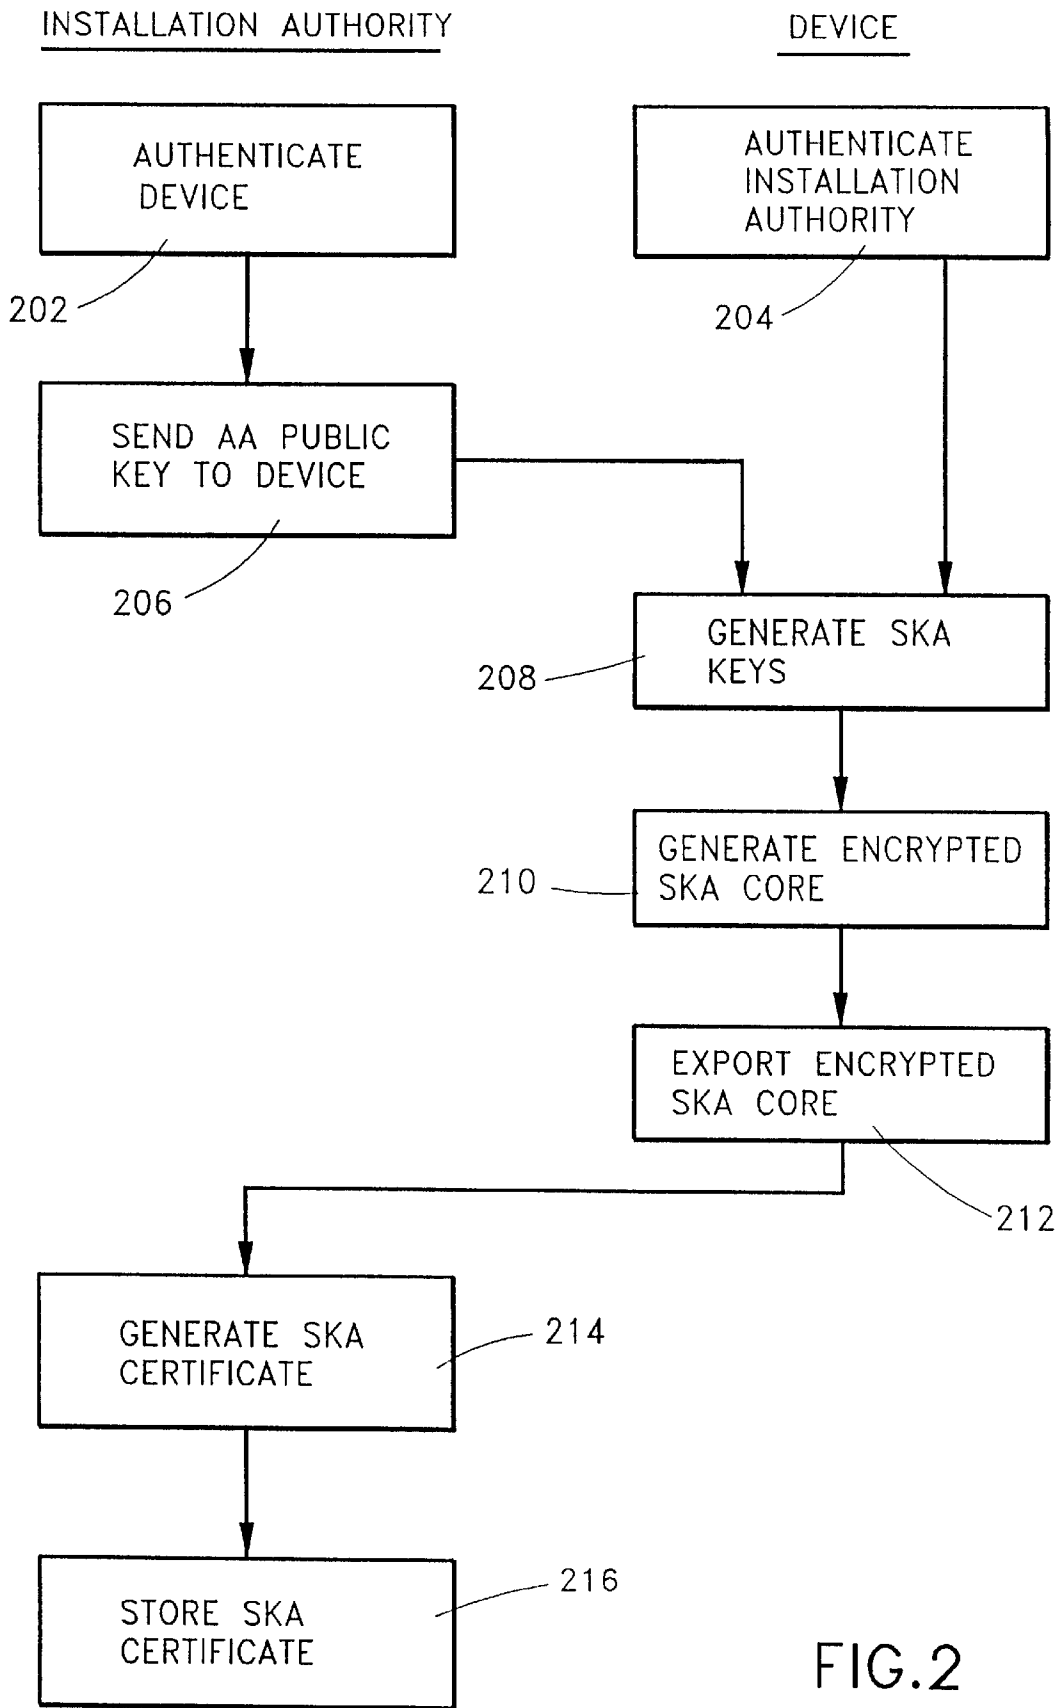 INSTALLATION AUTHORITY
DEVICE
AUTHENTICATE
DEVICE
AUTHENTICATE
INSTALLATION
AUTHORITY
202
204
SEND AA PUBLIC
KEY TO DEVICE
206
GENERATE SKA
KEYS
208
GENERATE ENCRYPTED
SKA CORE
210
EXPORT ENCRYPTED
SKA CORE
212
GENERATE SKA
CERTIFICATE
214
STORE SKA
CERTIFICATE
216
FIG.2